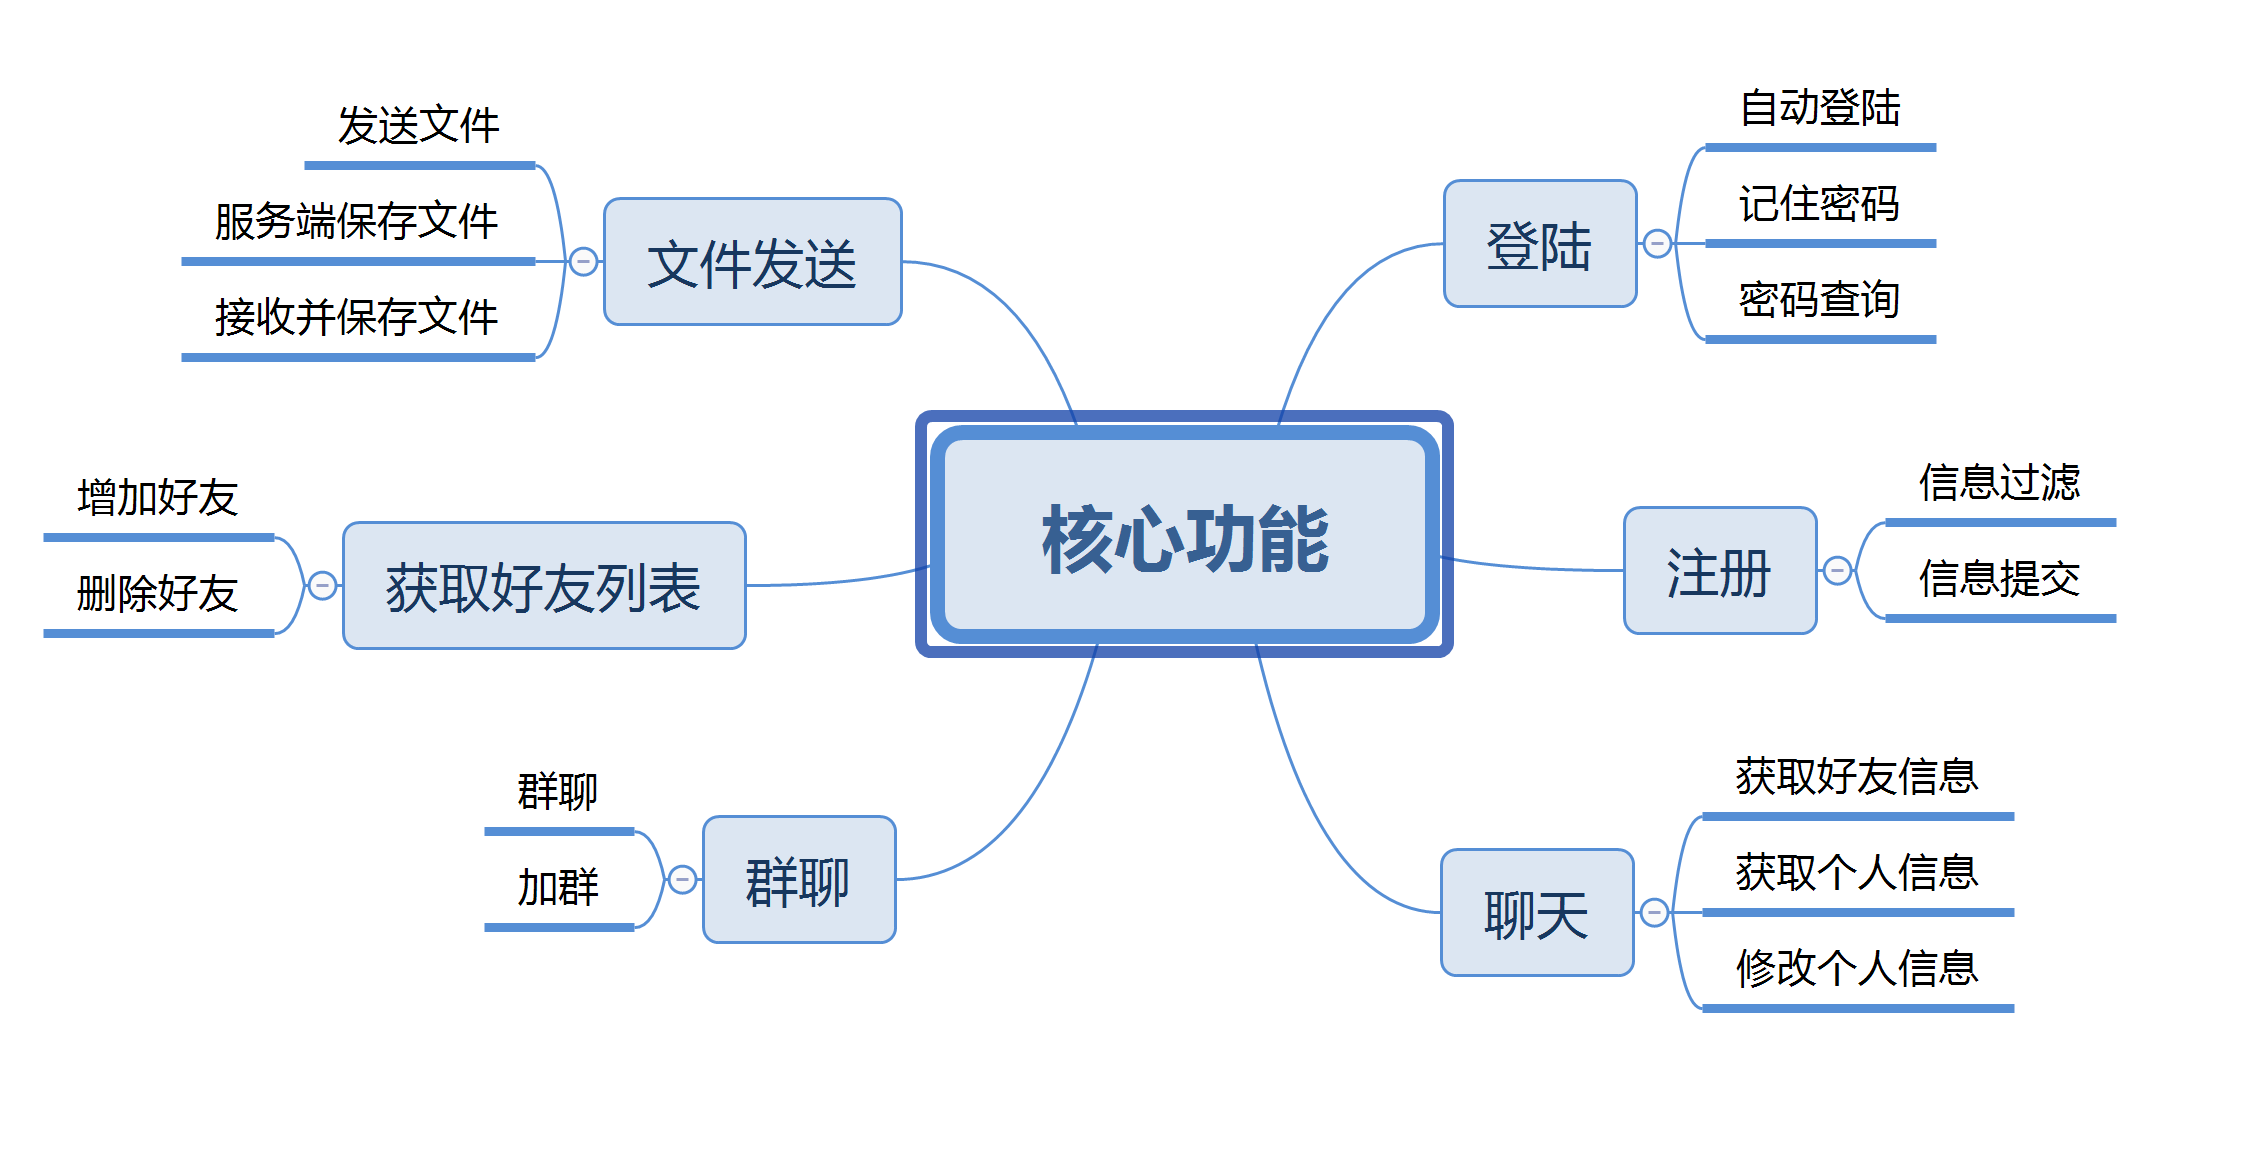 核心功能
登陆
自动登陆
记住密码
密码查询
注册
信息过滤
信息提交
聊天
获取好友信息
获取个人信息
修改个人信息
文件发送
发送文件
服务端保存文件
接收并保存文件
获取好友列表
增加好友
删除好友
群聊
群聊
加群